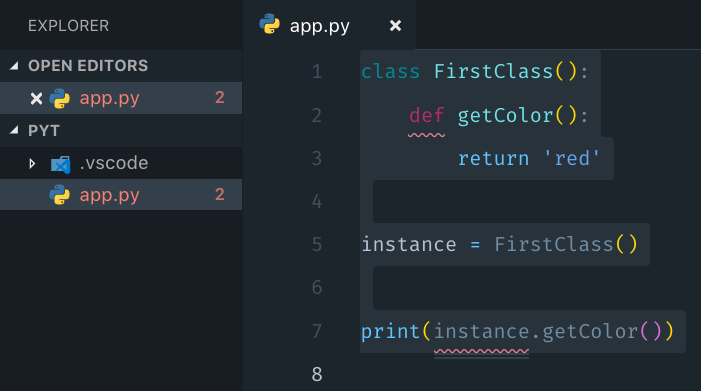 EXPLORER
OPEN EDITORS
app.py 2
PYT
.vscode
app.py 2
app.py
1 class FirstClass():
2     def getColor():
3         return 'red'
4
5 instance = FirstClass()
6
7 print(instance.getColor())
8